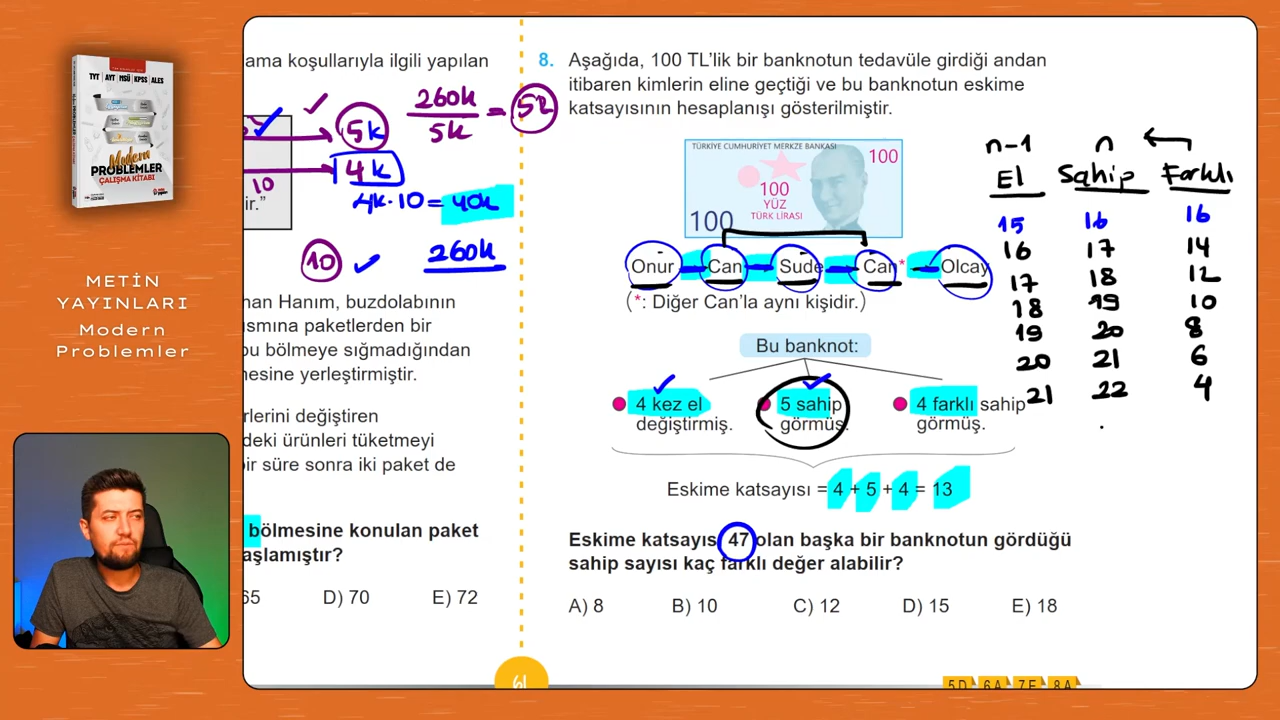 TYT | AYT | MSÜ | KPSS | ALES
Modern
PROBLEMLER
ÇALIŞMA KİTABI
METİN
YAYINLARI
Modern
Problemler
ama koşullarıyla ilgili yapılan
5k
260k
5k
= 52
4k
10
ir."
4k·10 = 40k
10
260k
nan Hanım, buzdolabının
ısmına paketlerden bir
bu bölmeye sığmadığından
mesine yerleştirmiştir.
erlerini değiştiren
deki ürünleri tüketmeyi
bir süre sonra iki paket de
bölmesine konulan paket
aşlamıştır?
65 D) 70 E) 72
8. Aşağıda, 100 TL'lik bir banknotun tedavüle girdiği andan
itibaren kimlerin eline geçtiği ve bu banknotun eskime
katsayısının hesaplanışı gösterilmiştir.
TÜRKİYE CUMHURİYET MERKZE BANKASI
100
100
YÜZ
TÜRK LİRASI
100
Onur Can Sude Can* Olcay
(*: Diğer Can'la aynı kişidir.)
Bu banknot:
4 kez el
değiştirmiş.
5 sahip
görmüş.
4 farklı sahip
görmüş.
Eskime katsayısı = 4 + 5 + 4 = 13
Eskime katsayısı 47 olan başka bir banknotun gördüğü
sahip sayısı kaç farklı değer alabilir?
A) 8 B) 10 C) 12 D) 15 E) 18
n-1 n
El Sahip Farklı
15 16 16
16 17 14
17 18 12
18 19 10
19 20 8
20 21 6
21 22 4
61
5D 6A 7E 8A